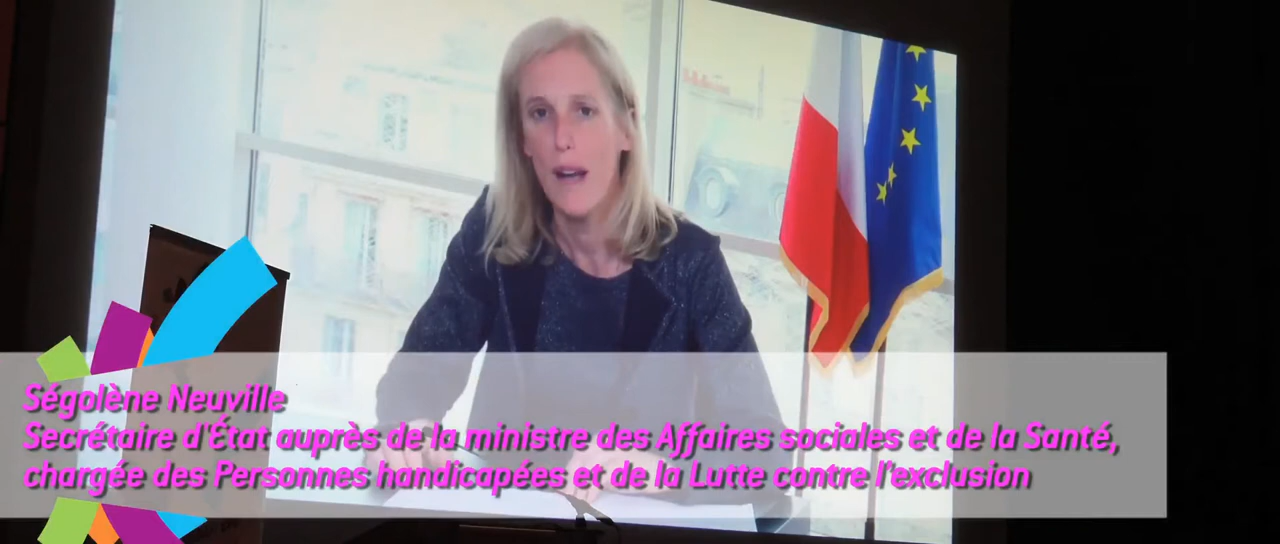 Ségolène Neuville
Secrétaire d'État auprès de la ministre des Affaires sociales et de la Santé,
chargée des Personnes handicapées et de la Lutte contre l'exclusion